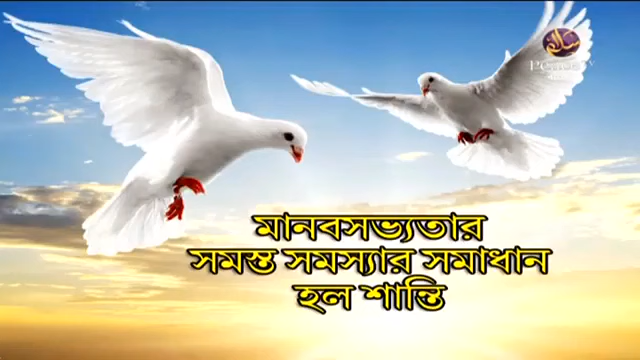 মানবসভ্যতার
সমস্ত সমস্যার সমাধান
হল শান্তি